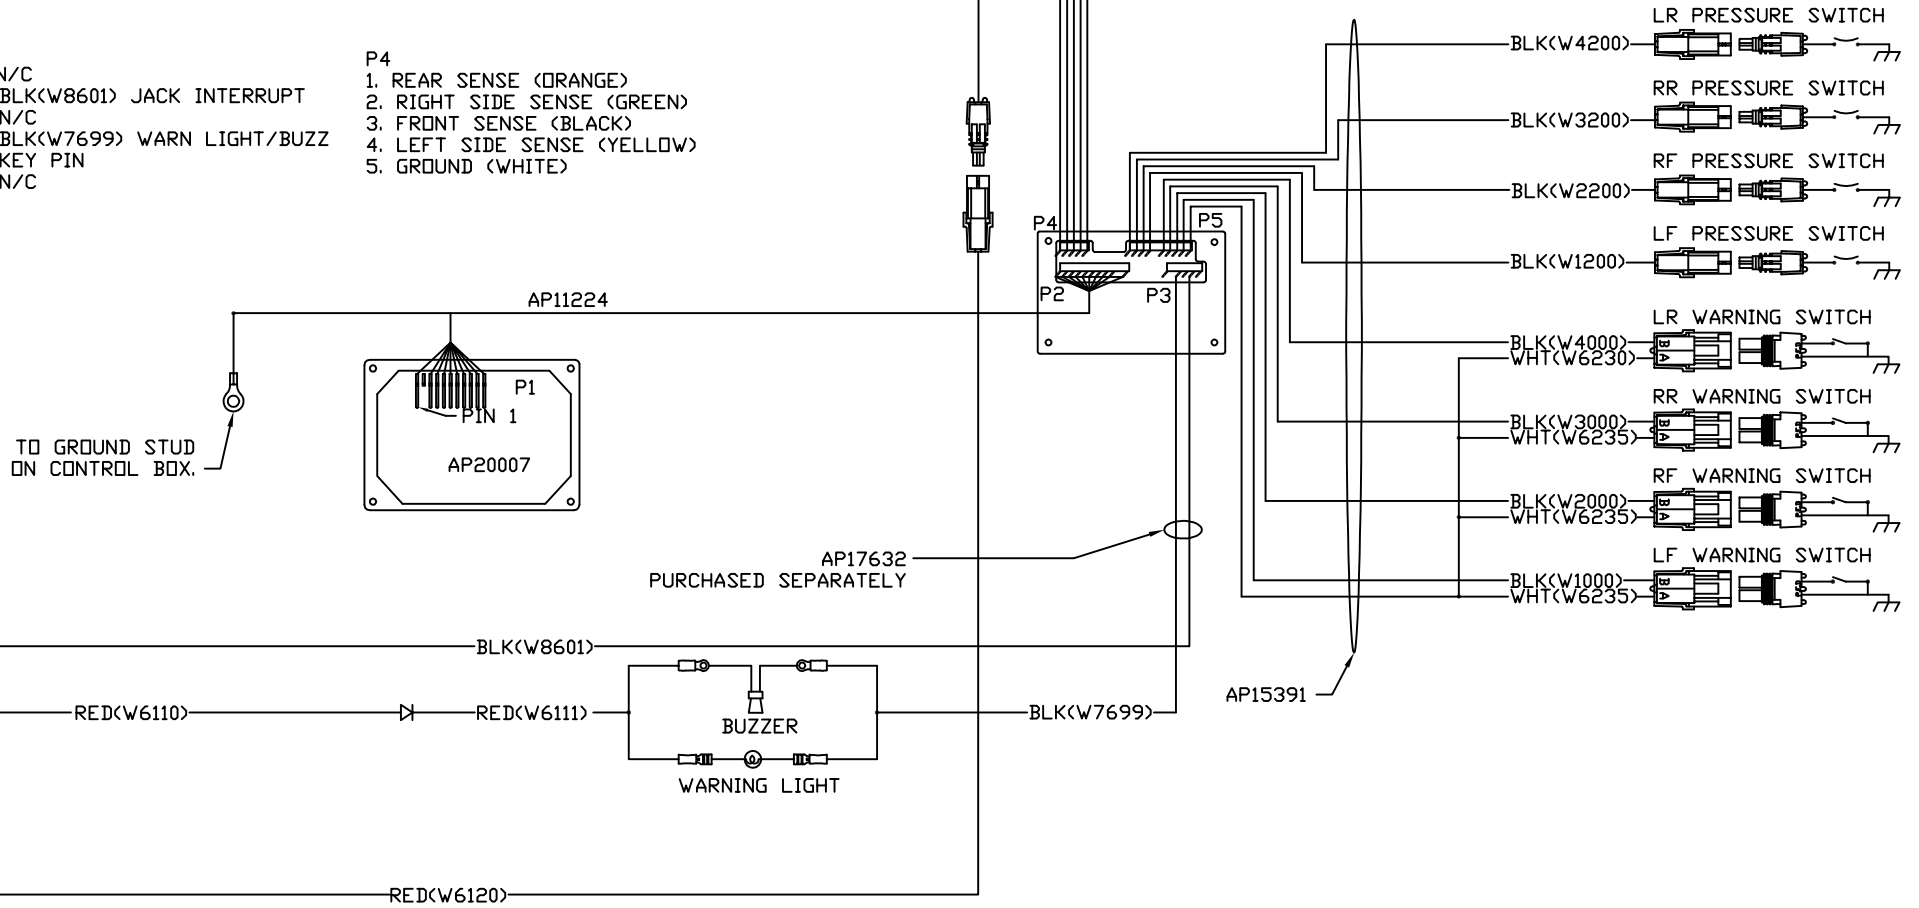 N/C
BLK(W8601) JACK INTERRUPT
N/C
BLK(W7699) WARN LIGHT/BUZZ
KEY PIN
N/C
P4
1. REAR SENSE (ORANGE)
2. RIGHT SIDE SENSE (GREEN)
3. FRONT SENSE (BLACK)
4. LEFT SIDE SENSE (YELLOW)
5. GROUND (WHITE)
P4
P5
P2
P3
AP11224
P1
PIN 1
AP20007
TO GROUND STUD
ON CONTROL BOX.
AP17632
PURCHASED SEPARATELY
LR PRESSURE SWITCH
BLK(W4200)
RR PRESSURE SWITCH
BLK(W3200)
RF PRESSURE SWITCH
BLK(W2200)
LF PRESSURE SWITCH
BLK(W1200)
LR WARNING SWITCH
BLK(W4000)
WHT(W6230)
B
A
RR WARNING SWITCH
BLK(W3000)
WHT(W6235)
B
A
RF WARNING SWITCH
BLK(W2000)
WHT(W6235)
B
A
LF WARNING SWITCH
BLK(W1000)
WHT(W6235)
B
A
AP15391
BLK(W8601)
RED(W6110)
RED(W6111)
BUZZER
WARNING LIGHT
BLK(W7699)
RED(W6120)